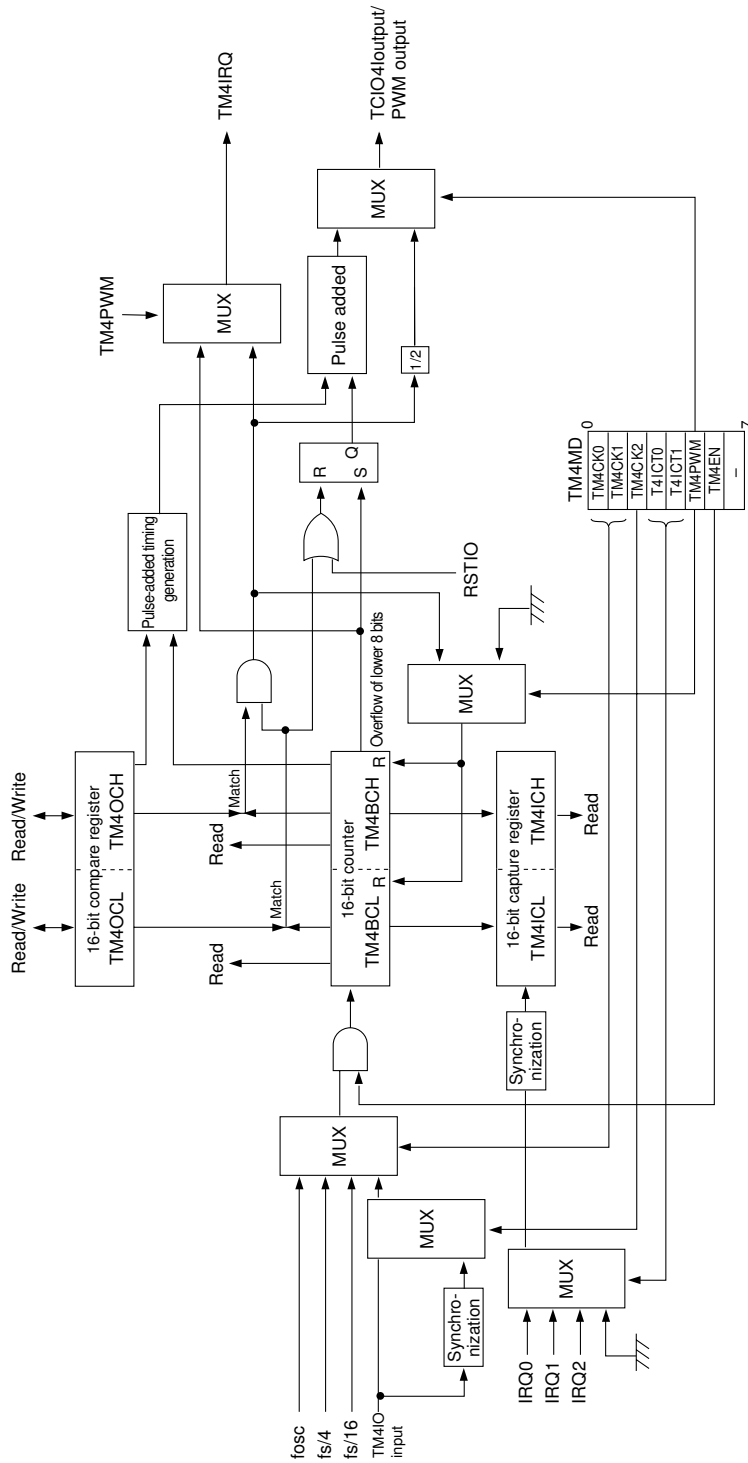 fosc
fs/4
fs/16
TM4IO
input
Synchro-
nization
MUX
MUX
IRQ0
IRQ1
IRQ2
MUX
Synchro-
nization
Read/Write
Read/Write
16-bit compare register
TM4OCL
TM4OCH
Read
Match
Read
Match
16-bit counter
TM4BCL
TM4BCH
R
R
Overflow of lower 8 bits
16-bit capture register
TM4ICL
TM4ICH
Read
Read
Pulse-added timing
generation
MUX
RSTIO
R
S
Q
TM4PWM
MUX
TM4IRQ
Pulse added
1/2
MUX
TCIO4Ioutput/
PWM output
TM4MD
0
TM4CK0
TM4CK1
TM4CK2
T4ICT0
T4ICT1
TM4PWM
TM4EN
–
7